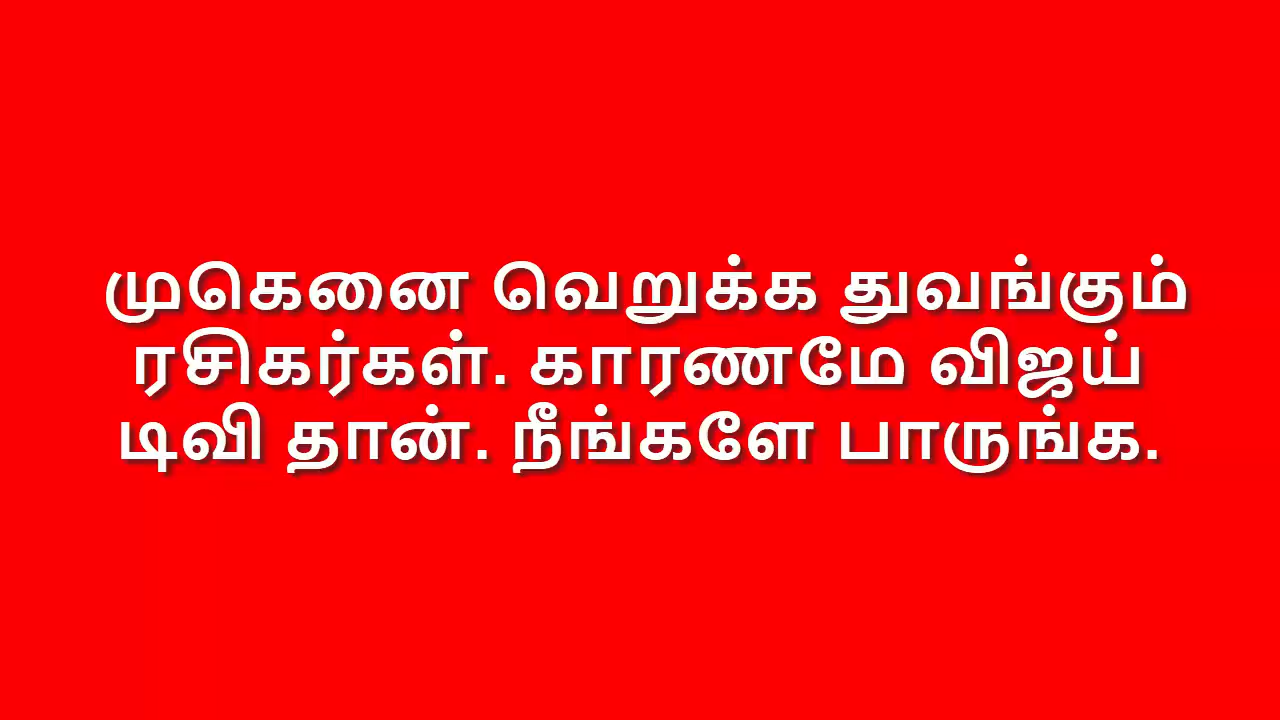 முகெனை வெறுக்க துவங்கும்
ரசிகர்கள். காரணமே விஜய்
டிவி தான். நீங்களே பாருங்க.